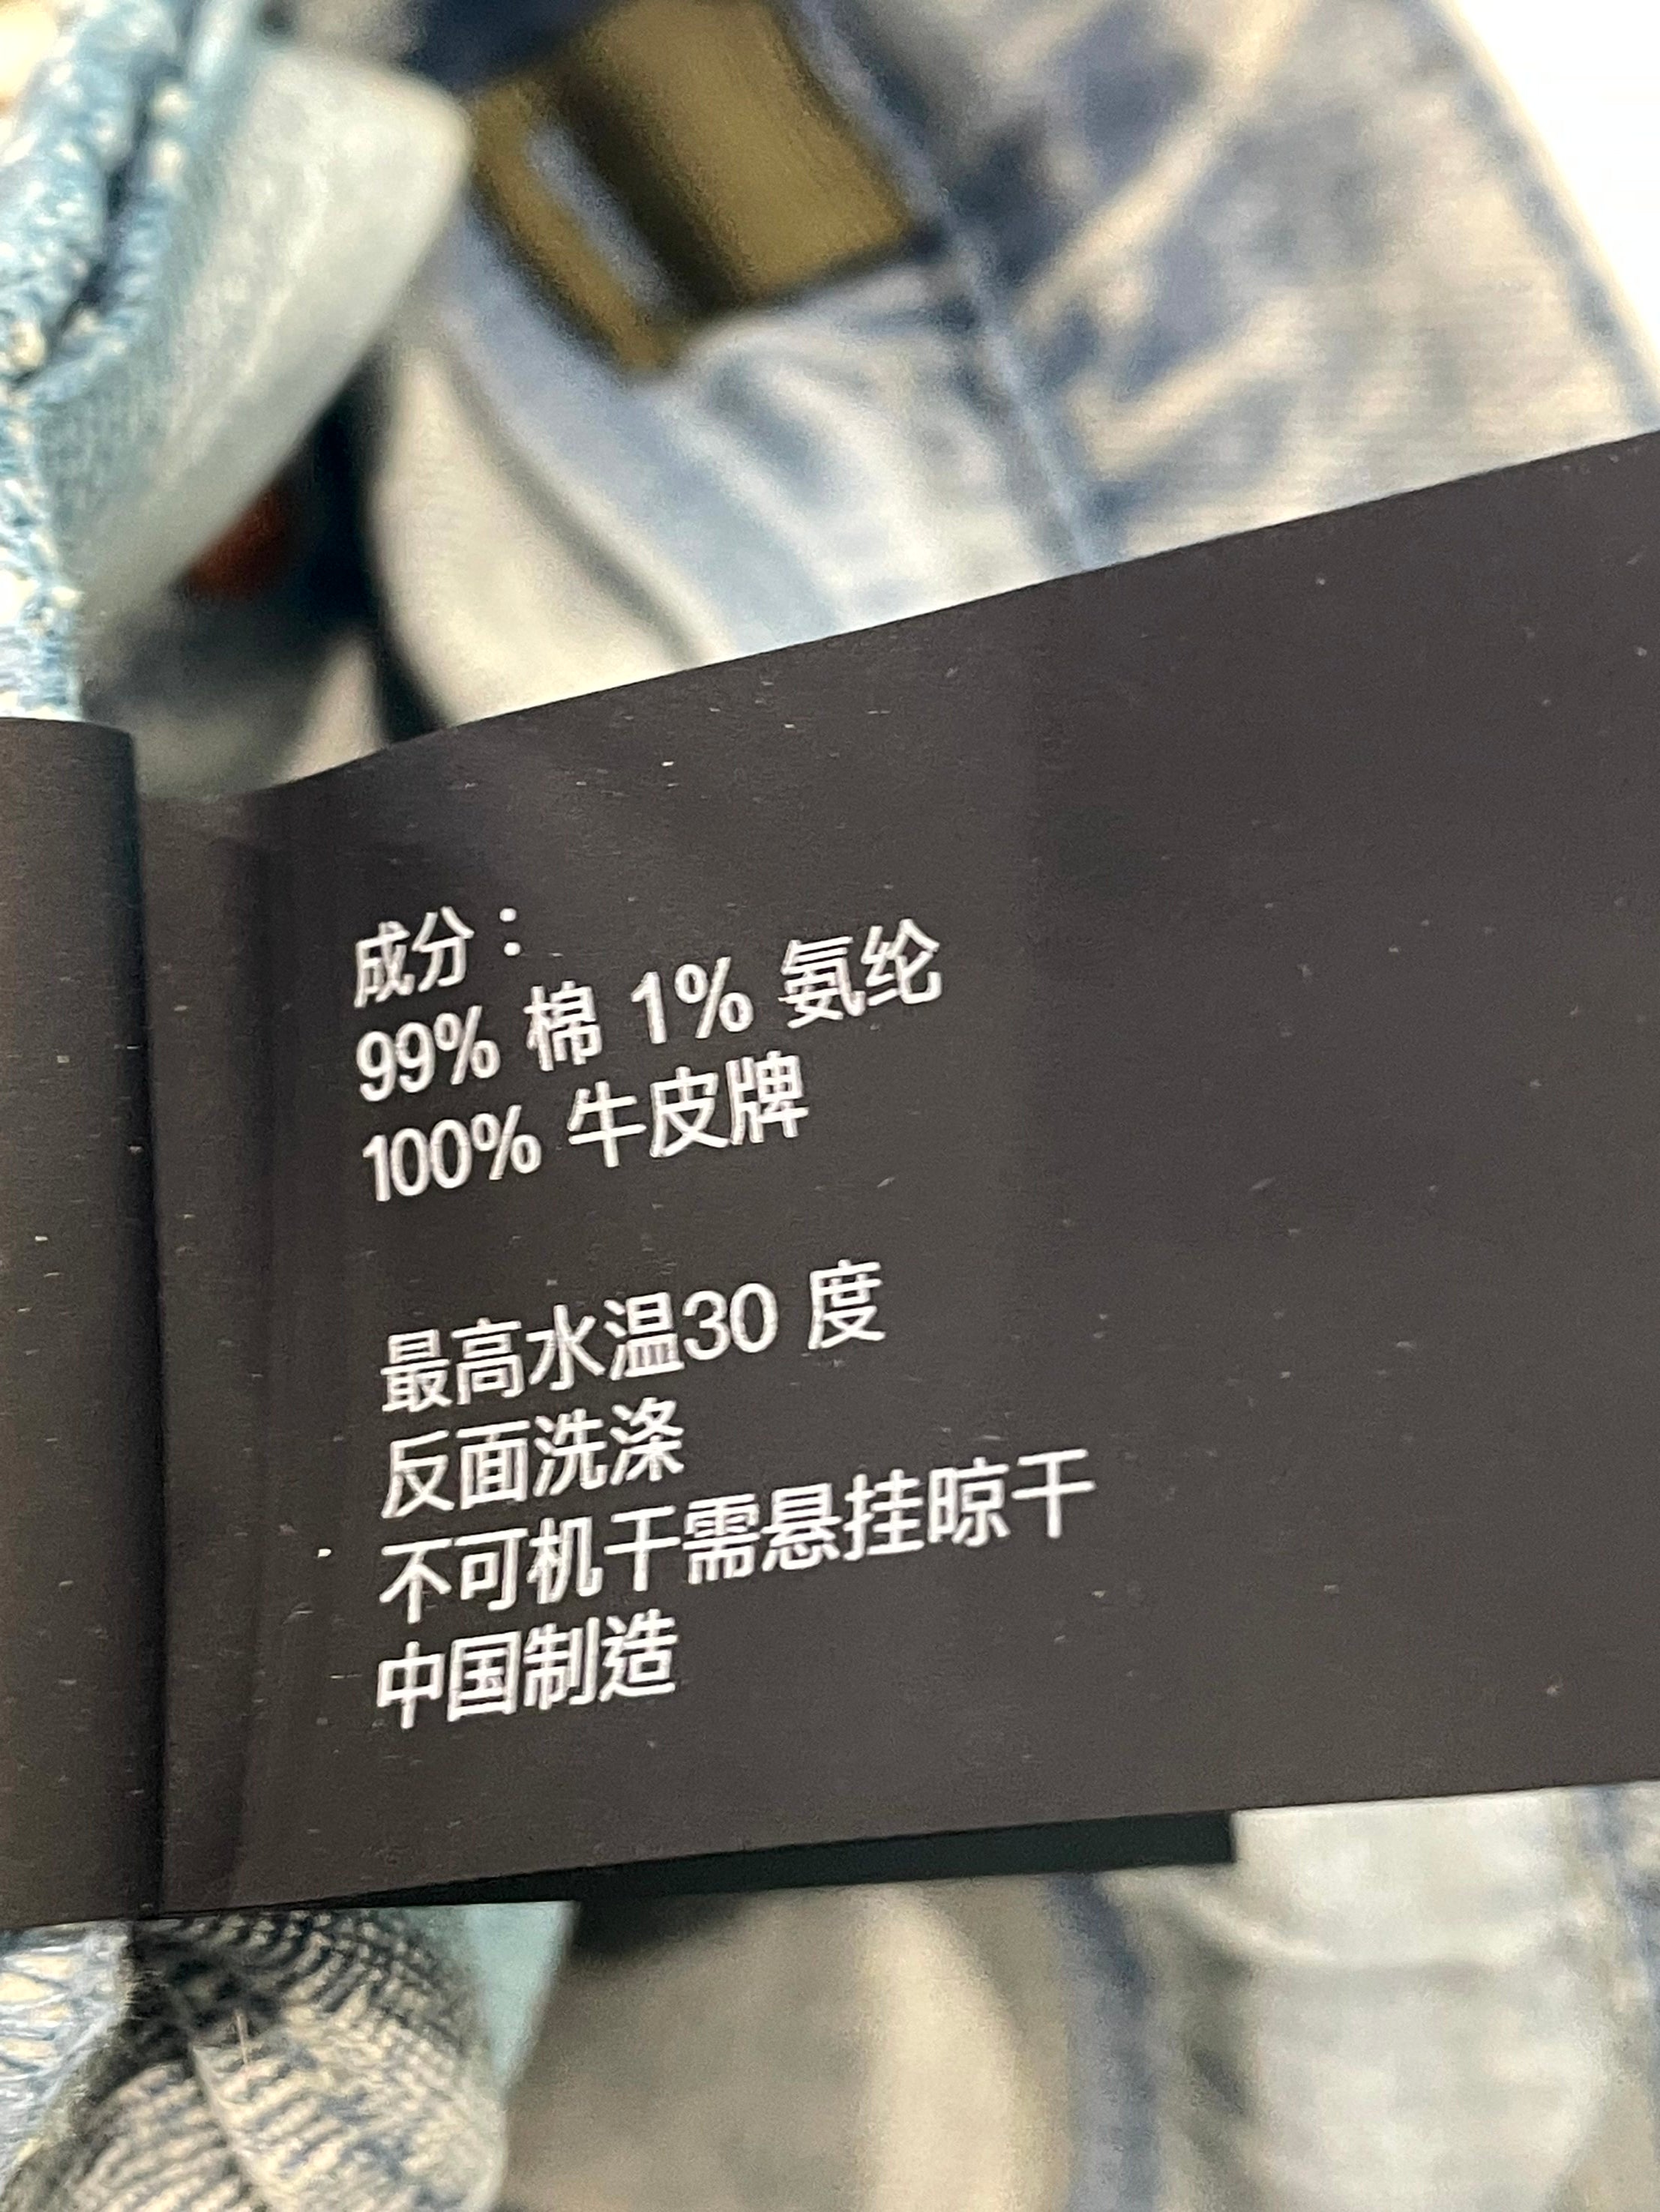 成分：
99% 棉 1% 氨纶
100% 牛皮牌
最高水温30 度
反面洗涤
不可机干需悬挂晾干
中国制造